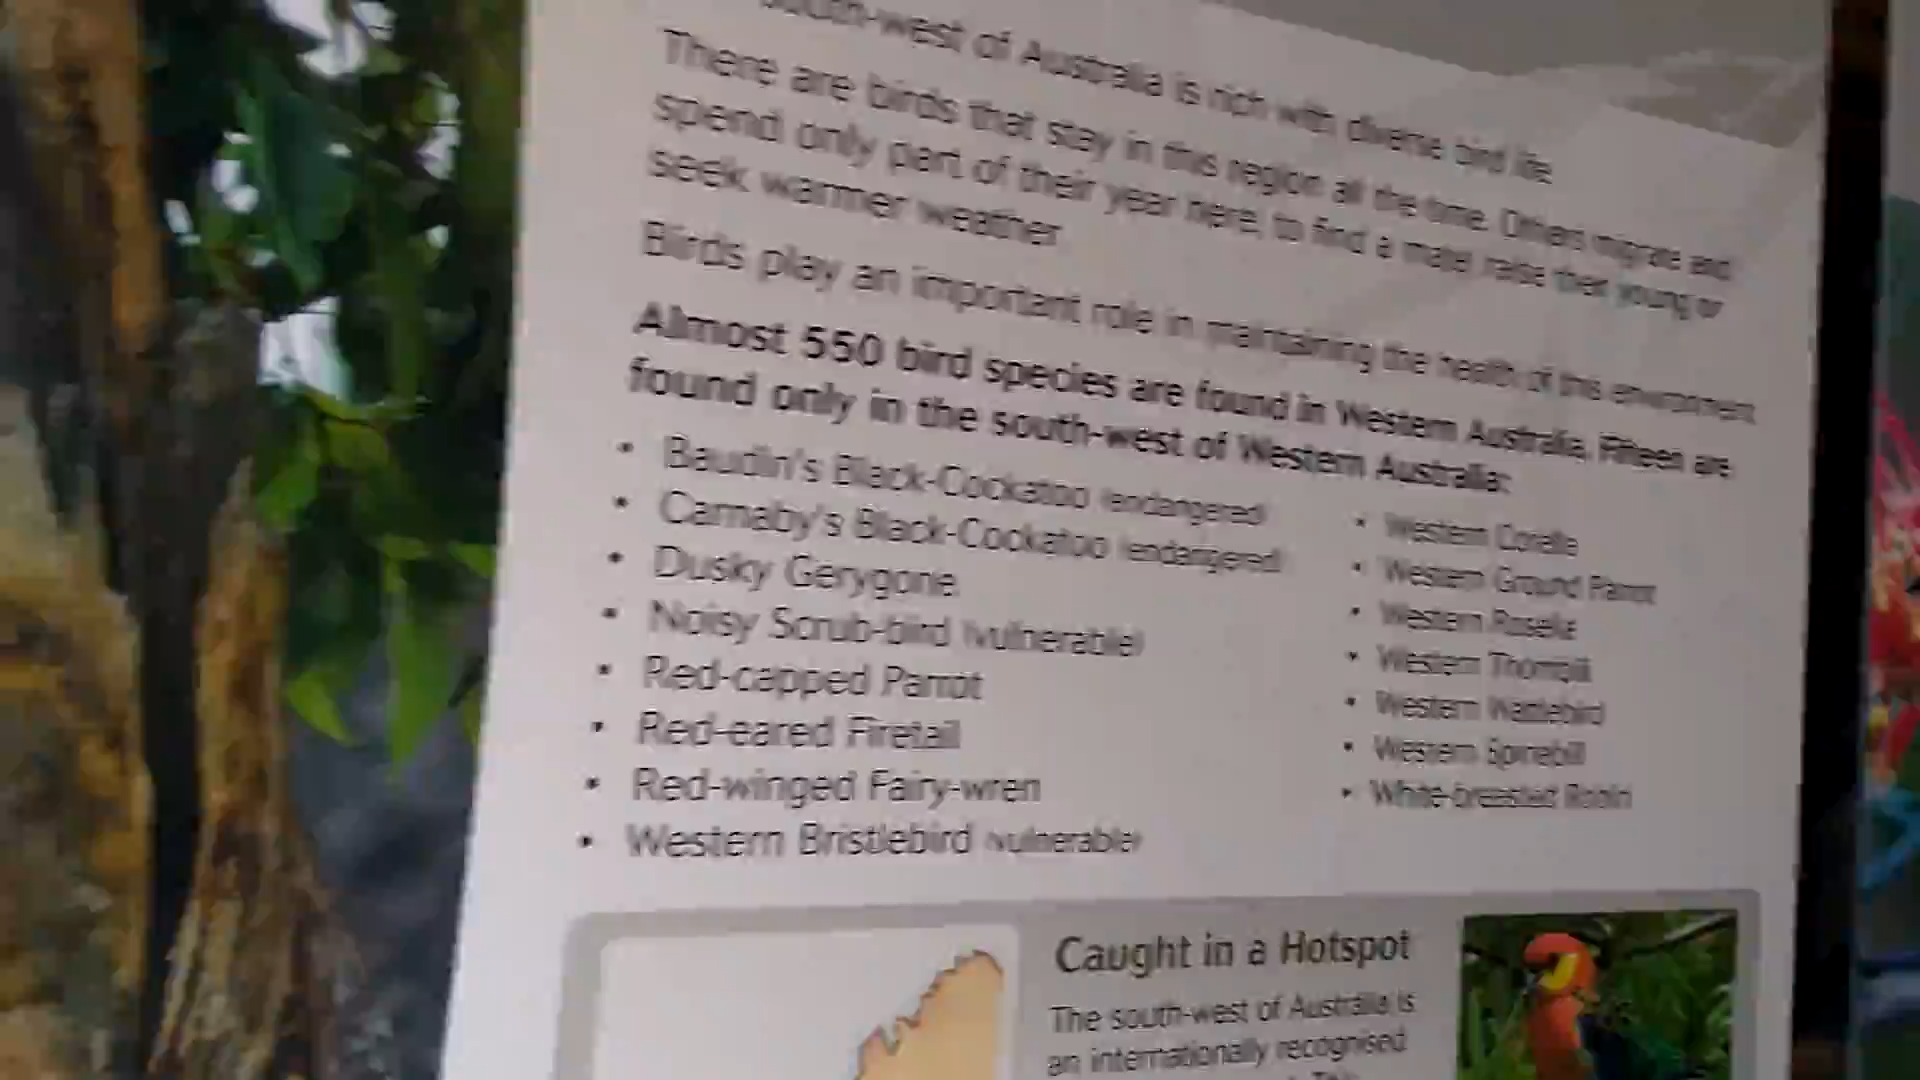 South-west of Australia is rich with diverse bird life
There are birds that stay in this region all the time. Others migrate and
spend only part of their year here, to find a mate, raise their young or
seek warmer weather
Birds play an important role in maintaining the health of this environment
Almost 550 bird species are found in Western Australia. Fifteen are
found only in the south-west of Western Australia:
• Baudin's Black-Cockatoo (endangered)
• Carnaby's Black-Cockatoo (endangered)
• Dusky Gerygone
• Noisy Scrub-bird (vulnerable)
• Red-capped Parrot
• Red-eared Firetail
• Red-winged Fairy-wren
• Western Bristlebird (vulnerable)
• Western Corella
• Western Ground Parrot
• Western Rosella
• Western Thornbill
• Western Wattlebird
• Western Spinebill
• White-breasted Robin
Caught in a Hotspot
The south-west of Australia is
an internationally recognised